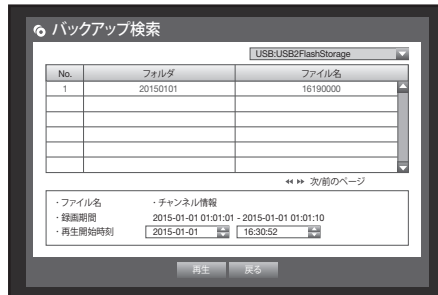 バックアップ検索
USB:USB2FlashStorage
No. フォルダ ファイル名
1 20150101 16190000
次/前のページ
・ファイル名 ・チャンネル情報
・録画期間 2015-01-01 01:01:01 - 2015-01-01 01:01:10
・再生開始時刻 2015-01-01 16:30:52
再生 戻る